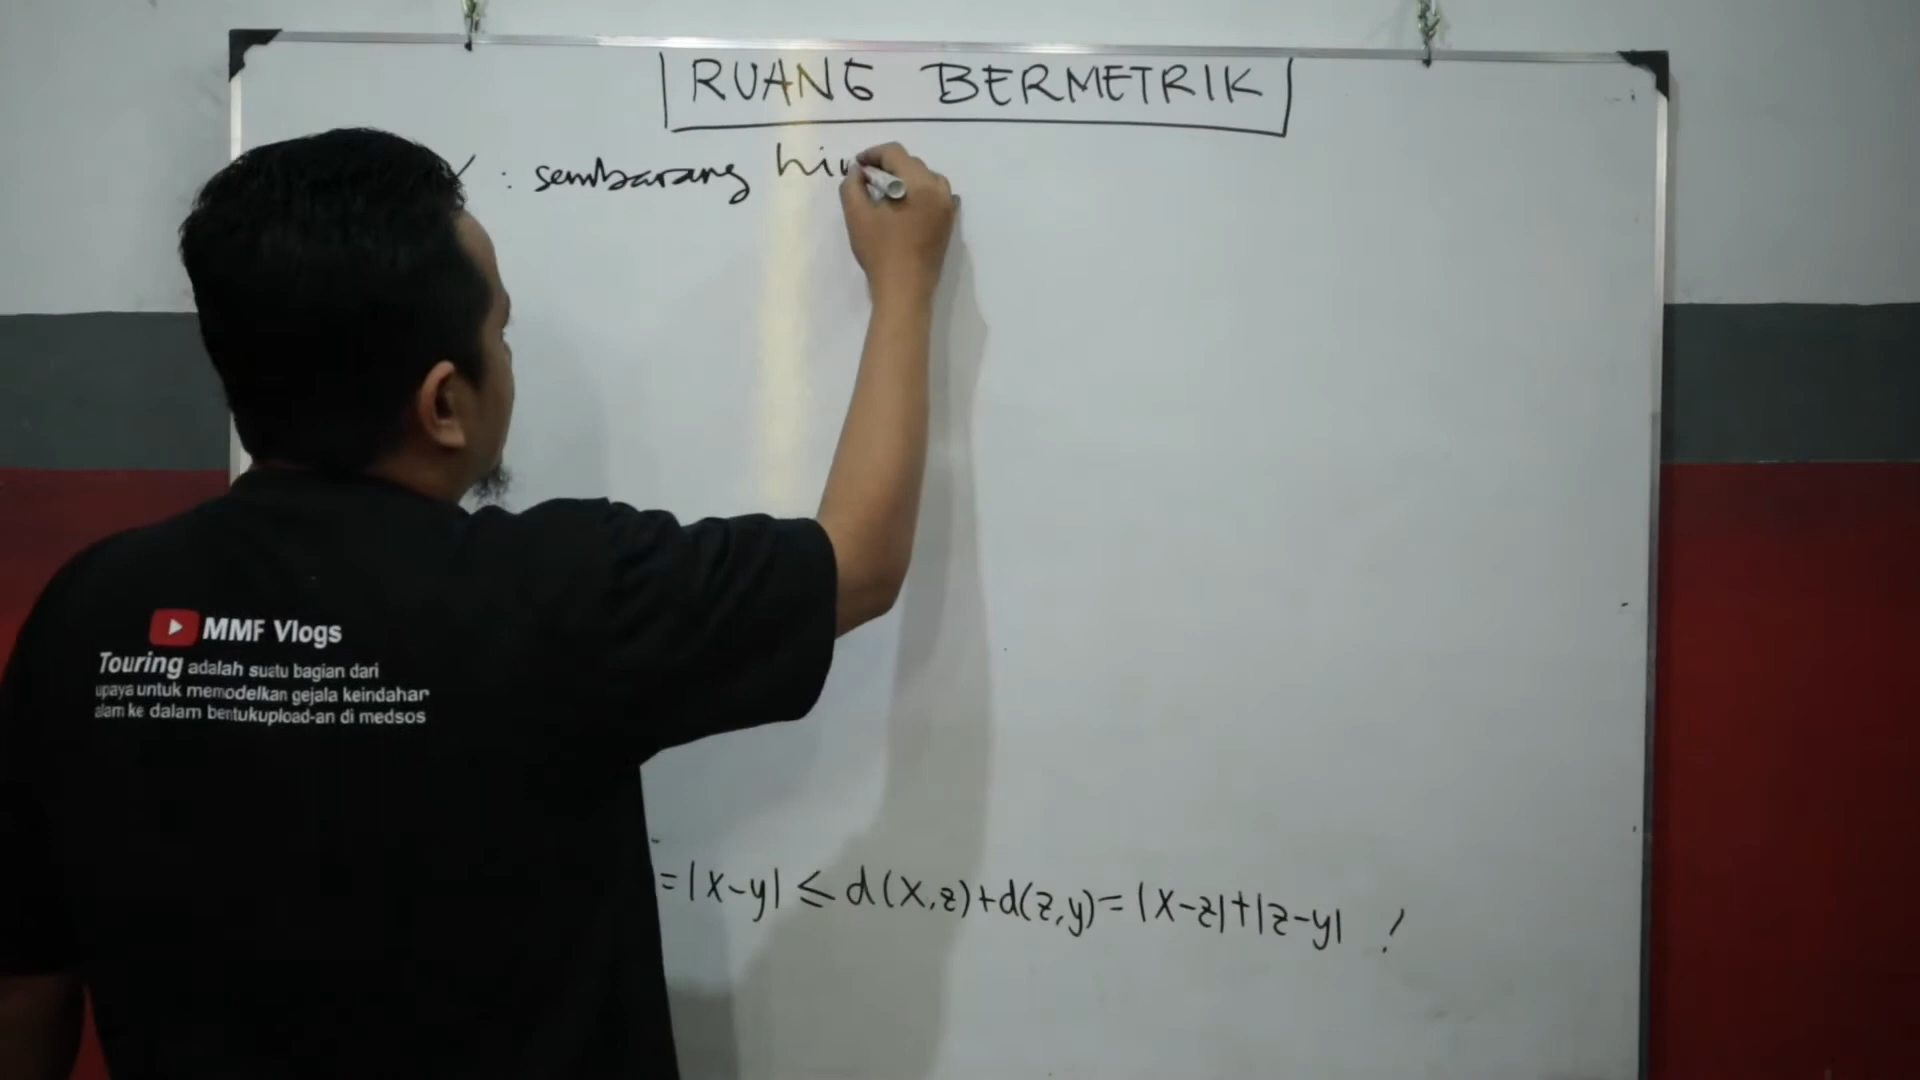 RUANG BERMETRIK
: sembarang hi
= |x-y| ≤ d(x,z)+d(z,y) = |x-z|+|z-y| !
MMF Vlogs
Touring adalah suatu bagian dari
upaya untuk memodelkan gejala keindahan
alam ke dalam bentukupload-an di medsos